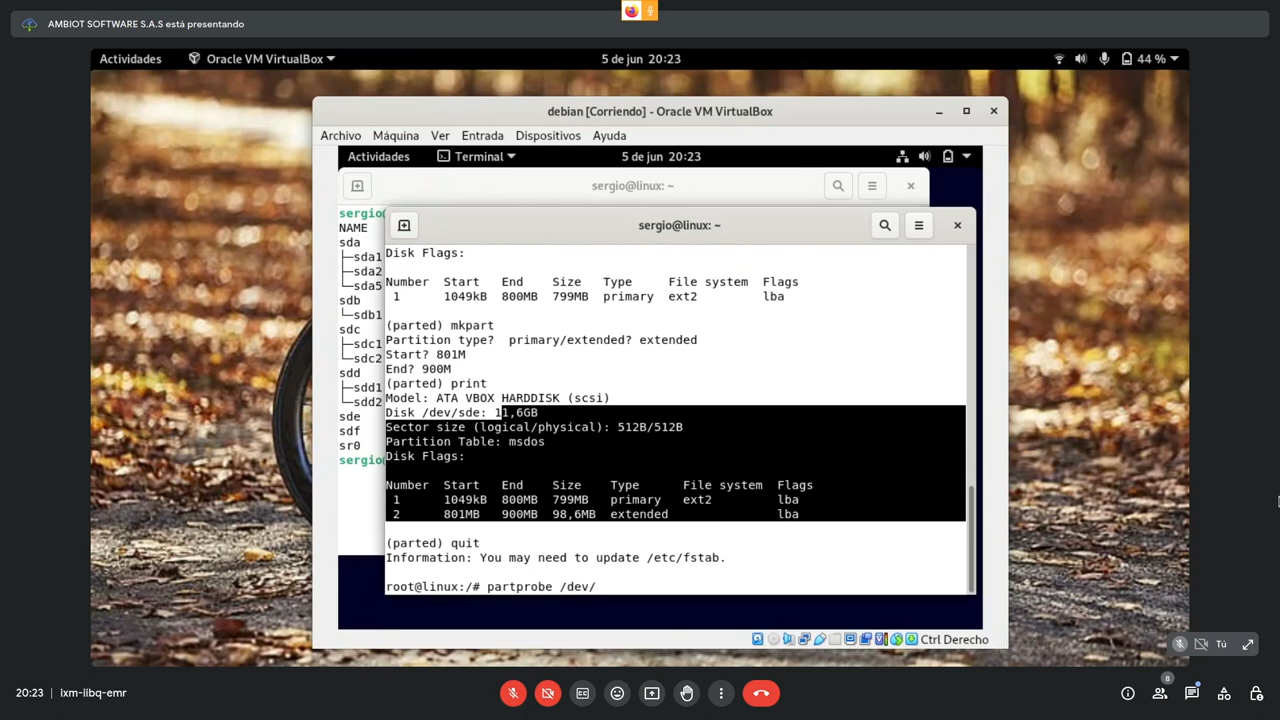 AMBIOT SOFTWARE S.A.S está presentando
Actividades
Oracle VM VirtualBox
5 de jun 20:23
44 %
debian [Corriendo] - Oracle VM VirtualBox
Archivo Máquina Ver Entrada Dispositivos Ayuda
Actividades
Terminal
5 de jun 20:23
sergio@linux: ~
sergio@
NAME
sda
├─sda1
├─sda2
└─sda5
sdb
└─sdb1
sdc
├─sdc1
└─sdc2
sdd
├─sdd1
└─sdd2
sde
sdf
sr0
sergio@
sergio@linux: ~
Disk Flags:
Number Start End Size Type File system Flags
1 1049kB 800MB 799MB primary ext2 lba
(parted) mkpart
Partition type? primary/extended? extended
Start? 801M
End? 900M
(parted) print
Model: ATA VBOX HARDDISK (scsi)
Disk /dev/sde: 11,6GB
Sector size (logical/physical): 512B/512B
Partition Table: msdos
Disk Flags:
Number Start End Size Type File system Flags
1 1049kB 800MB 799MB primary ext2 lba
2 801MB 900MB 98,6MB extended lba
(parted) quit
Information: You may need to update /etc/fstab.
root@linux:/# partprobe /dev/
Ctrl Derecho
Tú
20:23 | ixm-libq-emr
8